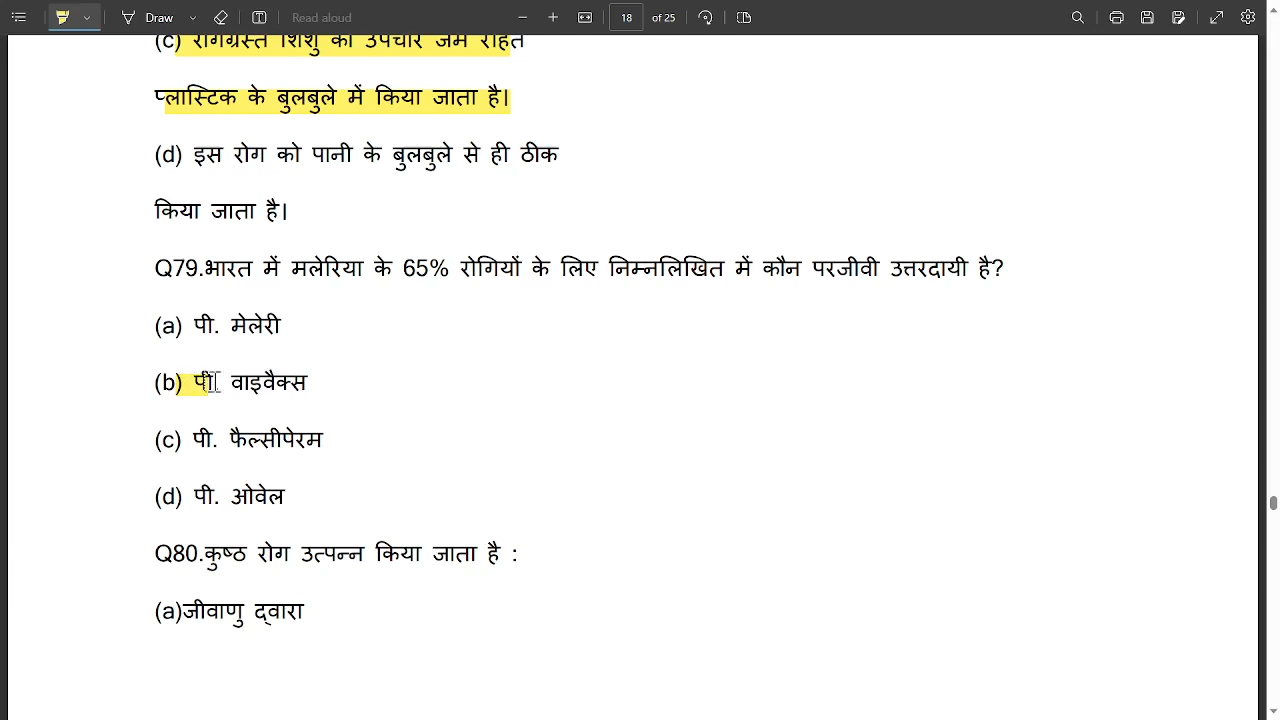 Draw
Read aloud
18 of 25
(c) रोगग्रस्त शिशु का उपचार जर्म रहित
प्लास्टिक के बुलबुले में किया जाता है।
(d) इस रोग को पानी के बुलबुले से ही ठीक
किया जाता है।
Q79.भारत में मलेरिया के 65% रोगियों के लिए निम्नलिखित में कौन परजीवी उत्तरदायी है?
(a) पी. मेलेरी
(b) पी. वाइवैक्स
(c) पी. फैल्सीपेरम
(d) पी. ओवेल
Q80.कुष्ठ रोग उत्पन्न किया जाता है :
(a)जीवाणु द्वारा